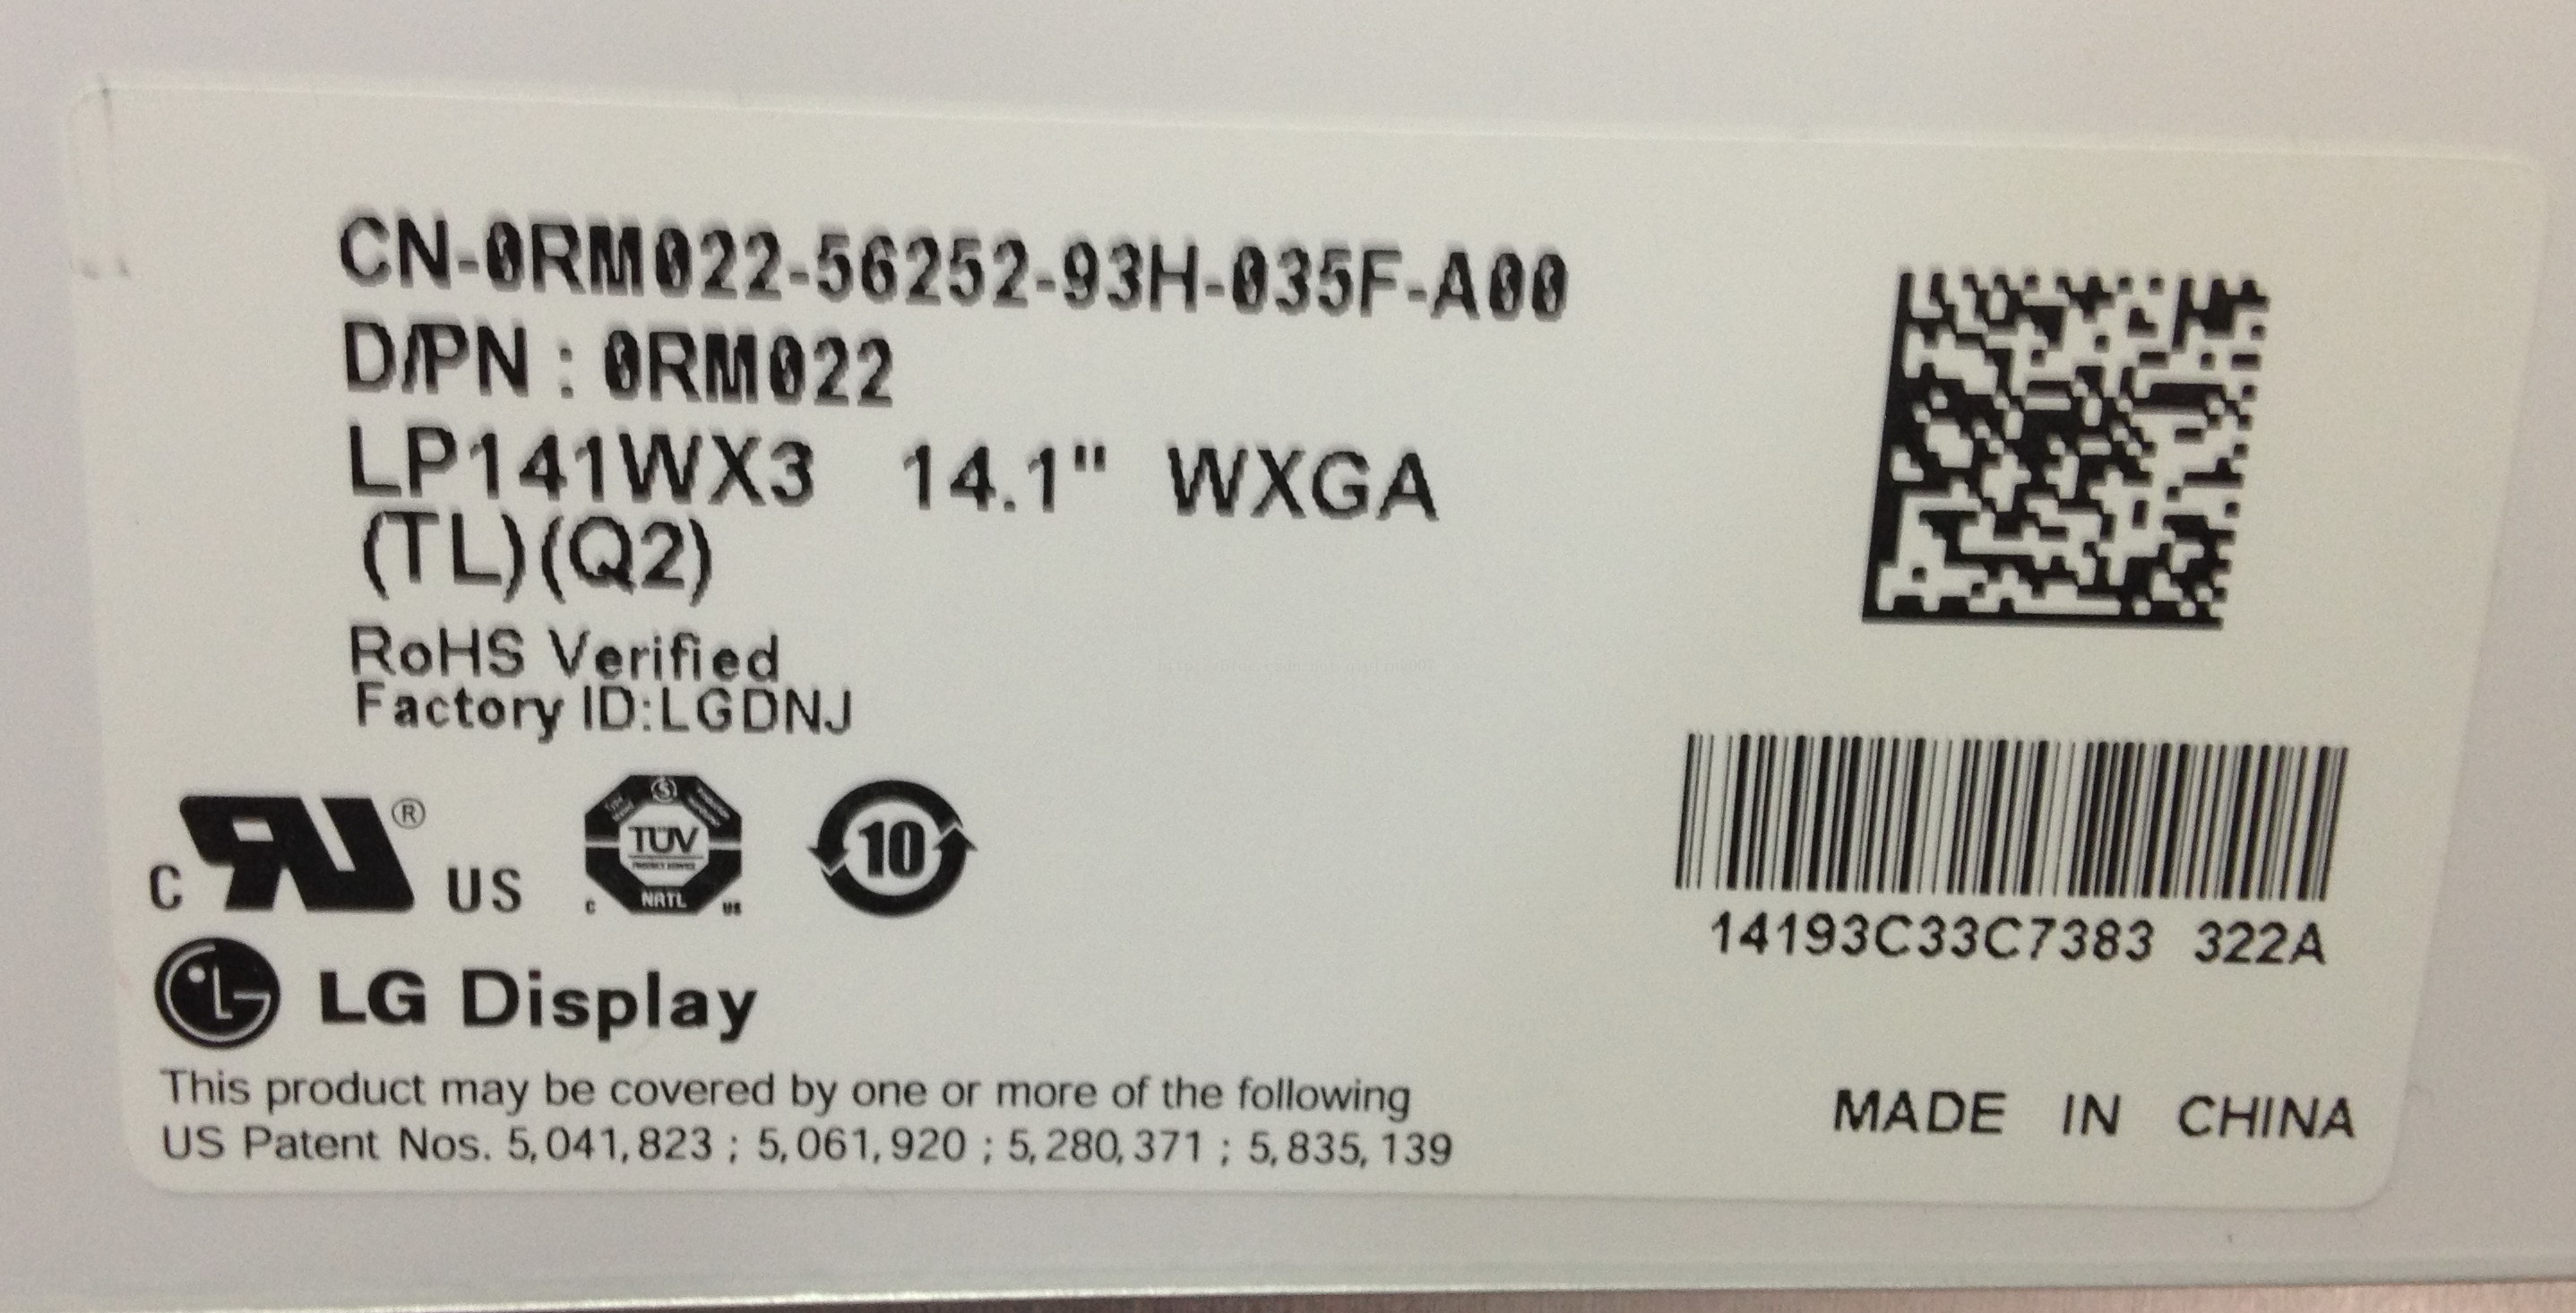 CN-0RM022-56252-93H-035F-A00
D/PN : 0RM022
LP141WX3 14.1" WXGA
(TL)(Q2)
RoHS Verified
Factory ID:LGDNJ
C ® US
TÜV
PRODUCT SERVICE
C NRTL US
10
14193C33C7383 322A
LG Display
This product may be covered by one or more of the following
US Patent Nos. 5,041,823 ; 5,061,920 ; 5,280,371 ; 5,835,139
MADE IN CHINA